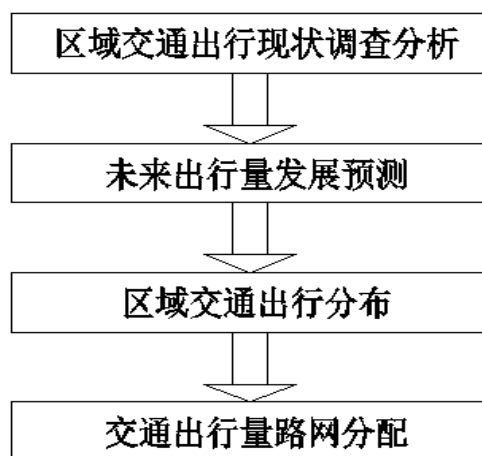 区域交通出行现状调查分析
未来出行量发展预测
区域交通出行分布
交通出行量路网分配